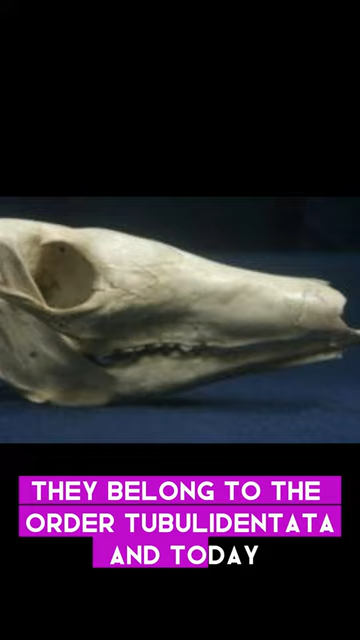 THEY BELONG TO THE
ORDER TUBULIDENTATA
AND TODAY